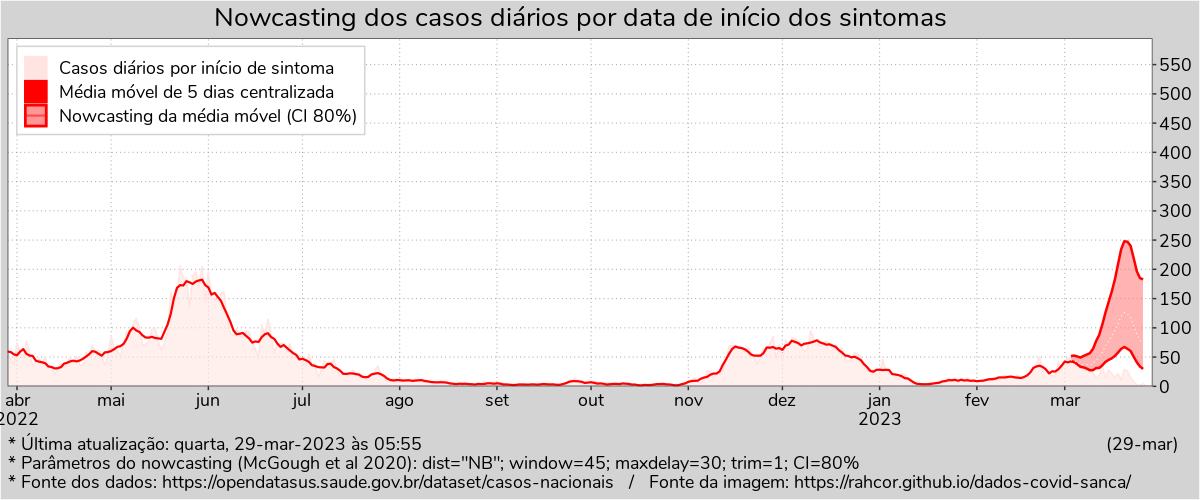 Nowcasting dos casos diários por data de início dos sintomas
Casos diários por início de sintoma
Média móvel de 5 dias centralizada
Nowcasting da média móvel (CI 80%)
550
500
450
400
350
300
250
200
150
100
50
0
abr mai jun jul ago set out nov dez jan fev mar
2022 2023
* Última atualização: quarta, 29-mar-2023 às 05:55 (29-mar)
* Parâmetros do nowcasting (McGough et al 2020): dist="NB"; window=45; maxdelay=30; trim=1; CI=80%
* Fonte dos dados: https://opendatasus.saude.gov.br/dataset/casos-nacionais / Fonte da imagem: https://rahcor.github.io/dados-covid-sanca/